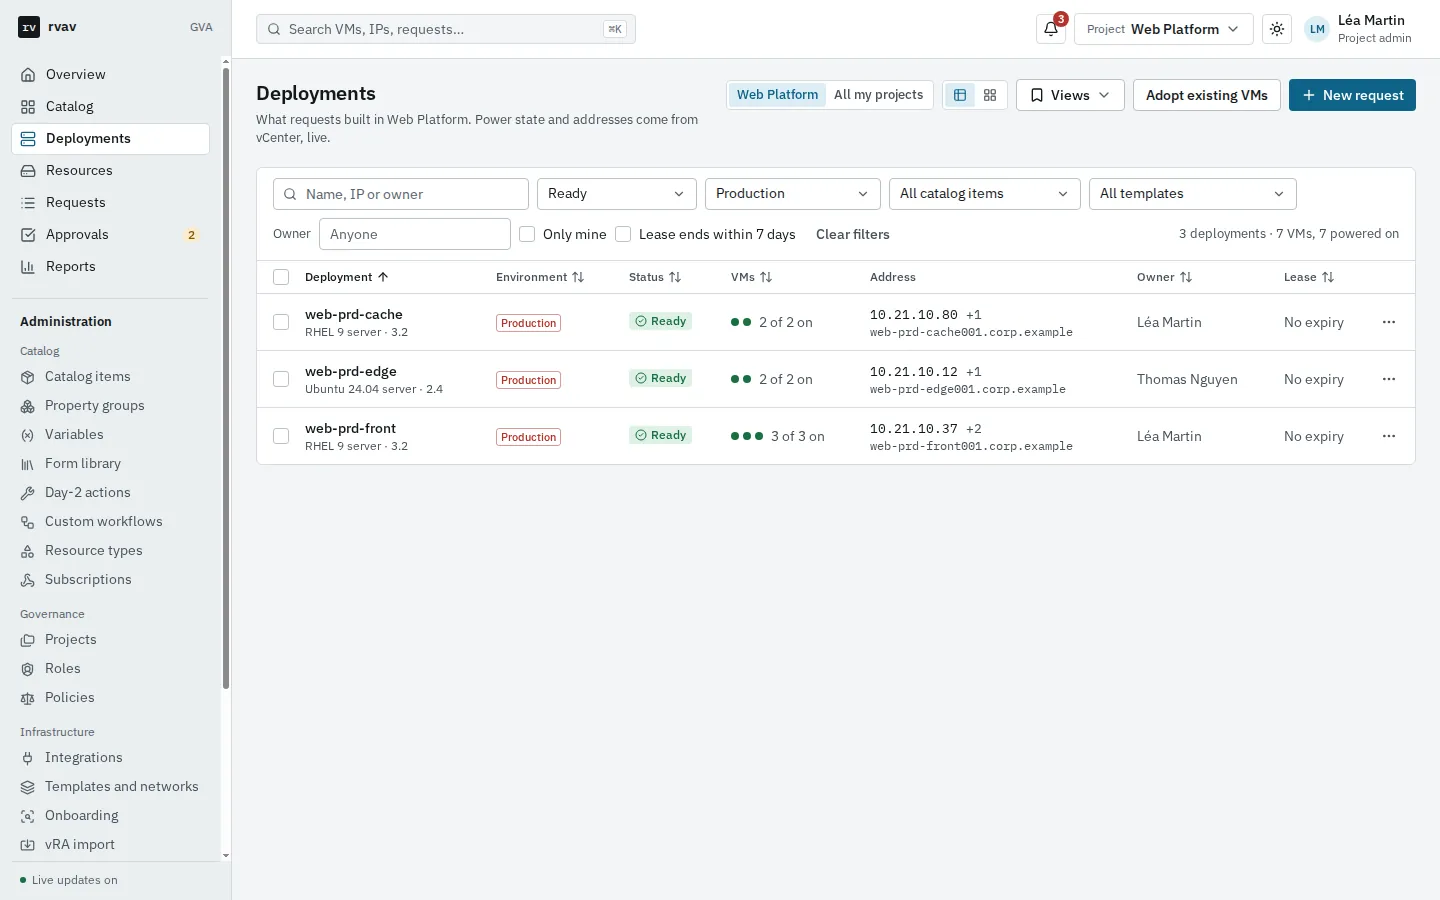 rv rvav GVA
Search VMs, IPs, requests... ⌘K
3
Project Web Platform
LM
Léa Martin
Project admin
Overview
Catalog
Deployments
Resources
Requests
Approvals 2
Reports
Administration
Catalog
Catalog items
Property groups
Variables
Form library
Day-2 actions
Custom workflows
Resource types
Subscriptions
Governance
Projects
Roles
Policies
Infrastructure
Integrations
Templates and networks
Onboarding
vRA import
Live updates on
Deployments
What requests built in Web Platform. Power state and addresses come from
vCenter, live.
Web Platform All my projects
Views
Adopt existing VMs
New request
Name, IP or owner
Ready
Production
All catalog items
All templates
Owner Anyone Only mine Lease ends within 7 days Clear filters
3 deployments · 7 VMs, 7 powered on
Deployment Environment Status VMs Address Owner Lease
web-prd-cache
RHEL 9 server · 3.2
Production Ready 2 of 2 on
10.21.10.80 +1
web-prd-cache001.corp.example
Léa Martin No expiry
web-prd-edge
Ubuntu 24.04 server · 2.4
Production Ready 2 of 2 on
10.21.10.12 +1
web-prd-edge001.corp.example
Thomas Nguyen No expiry
web-prd-front
RHEL 9 server · 3.2
Production Ready 3 of 3 on
10.21.10.37 +2
web-prd-front001.corp.example
Léa Martin No expiry